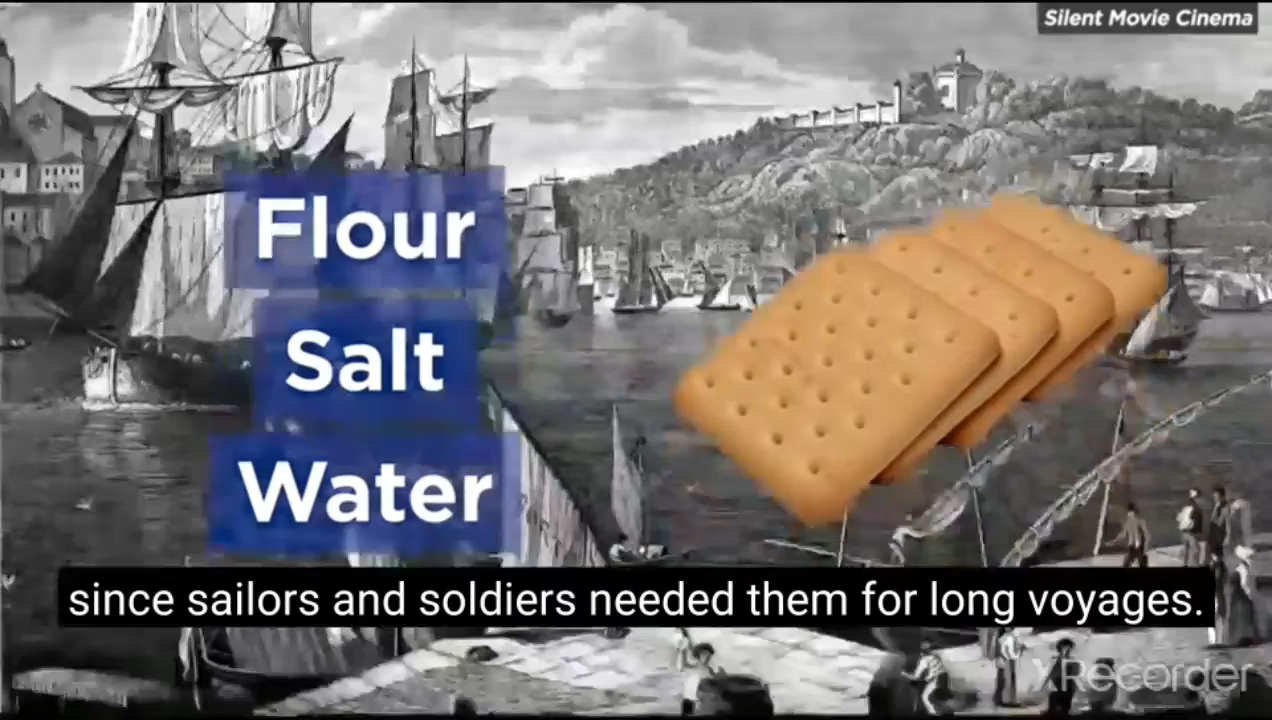 Silent Movie Cinema
Flour
Salt
Water
since sailors and soldiers needed them for long voyages.
XRecorder